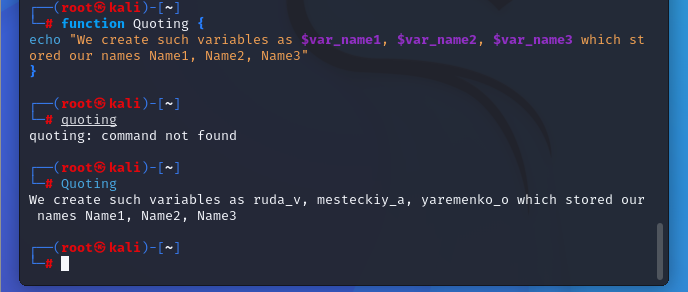 ┌──(root㉿kali)-[~]
└─# function Quoting {
echo "We create such variables as $var_name1, $var_name2, $var_name3 which st
ored our names Name1, Name2, Name3"
}
┌──(root㉿kali)-[~]
└─# quoting
quoting: command not found
┌──(root㉿kali)-[~]
└─# Quoting
We create such variables as ruda_v, mesteckiy_a, yaremenko_o which stored our
 names Name1, Name2, Name3
┌──(root㉿kali)-[~]
└─#